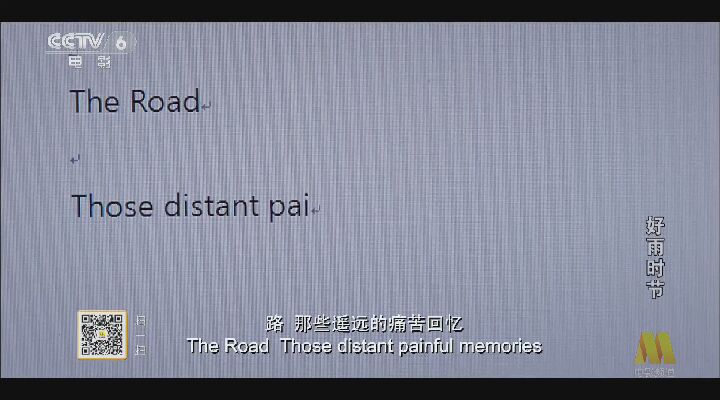 CCTV 6
电影
The Road
Those distant pai
好雨时节
扫一扫
路 那些遥远的痛苦回忆
The Road Those distant painful memories
电影频道